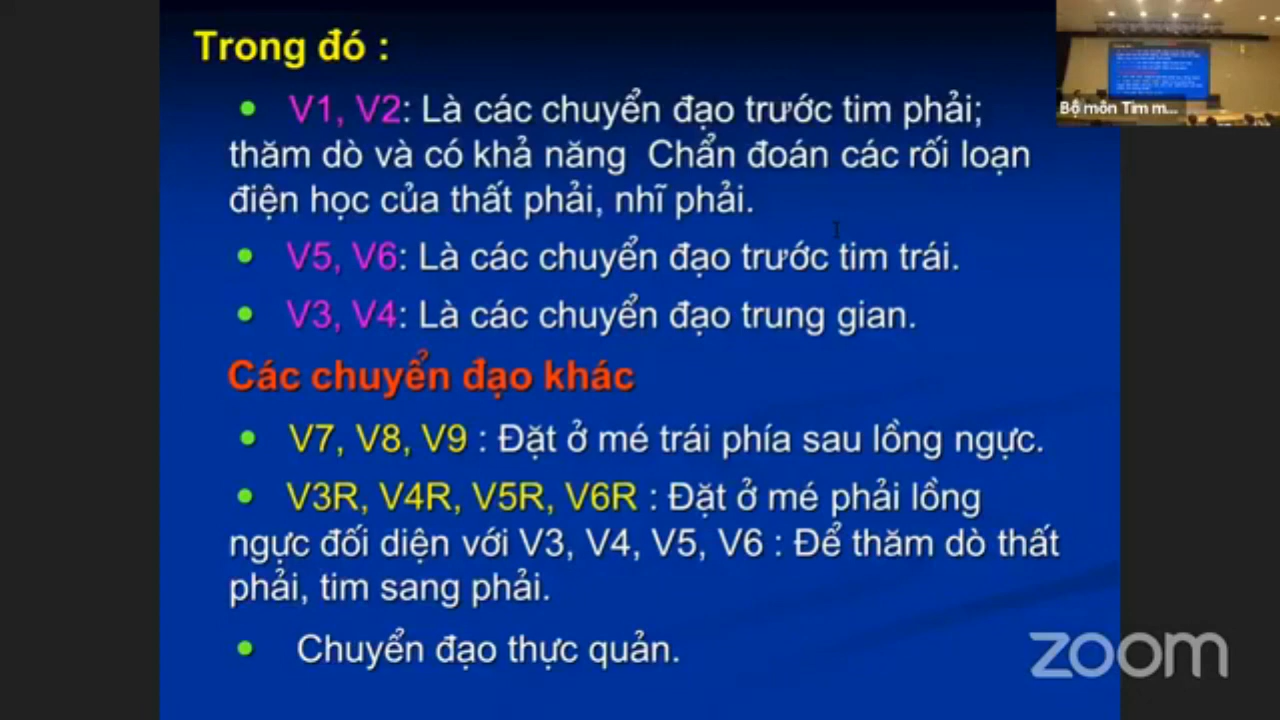 Trong đó :
V1, V2: Là các chuyển đạo trước tim phải;
thăm dò và có khả năng Chẩn đoán các rối loạn
điện học của thất phải, nhĩ phải.
V5, V6: Là các chuyển đạo trước tim trái.
V3, V4: Là các chuyển đạo trung gian.
Các chuyển đạo khác
V7, V8, V9 : Đặt ở mé trái phía sau lồng ngực.
V3R, V4R, V5R, V6R : Đặt ở mé phải lồng
ngực đối diện với V3, V4, V5, V6 : Để thăm dò thất
phải, tim sang phải.
Chuyển đạo thực quản.
Bộ môn Tim m...
zoom